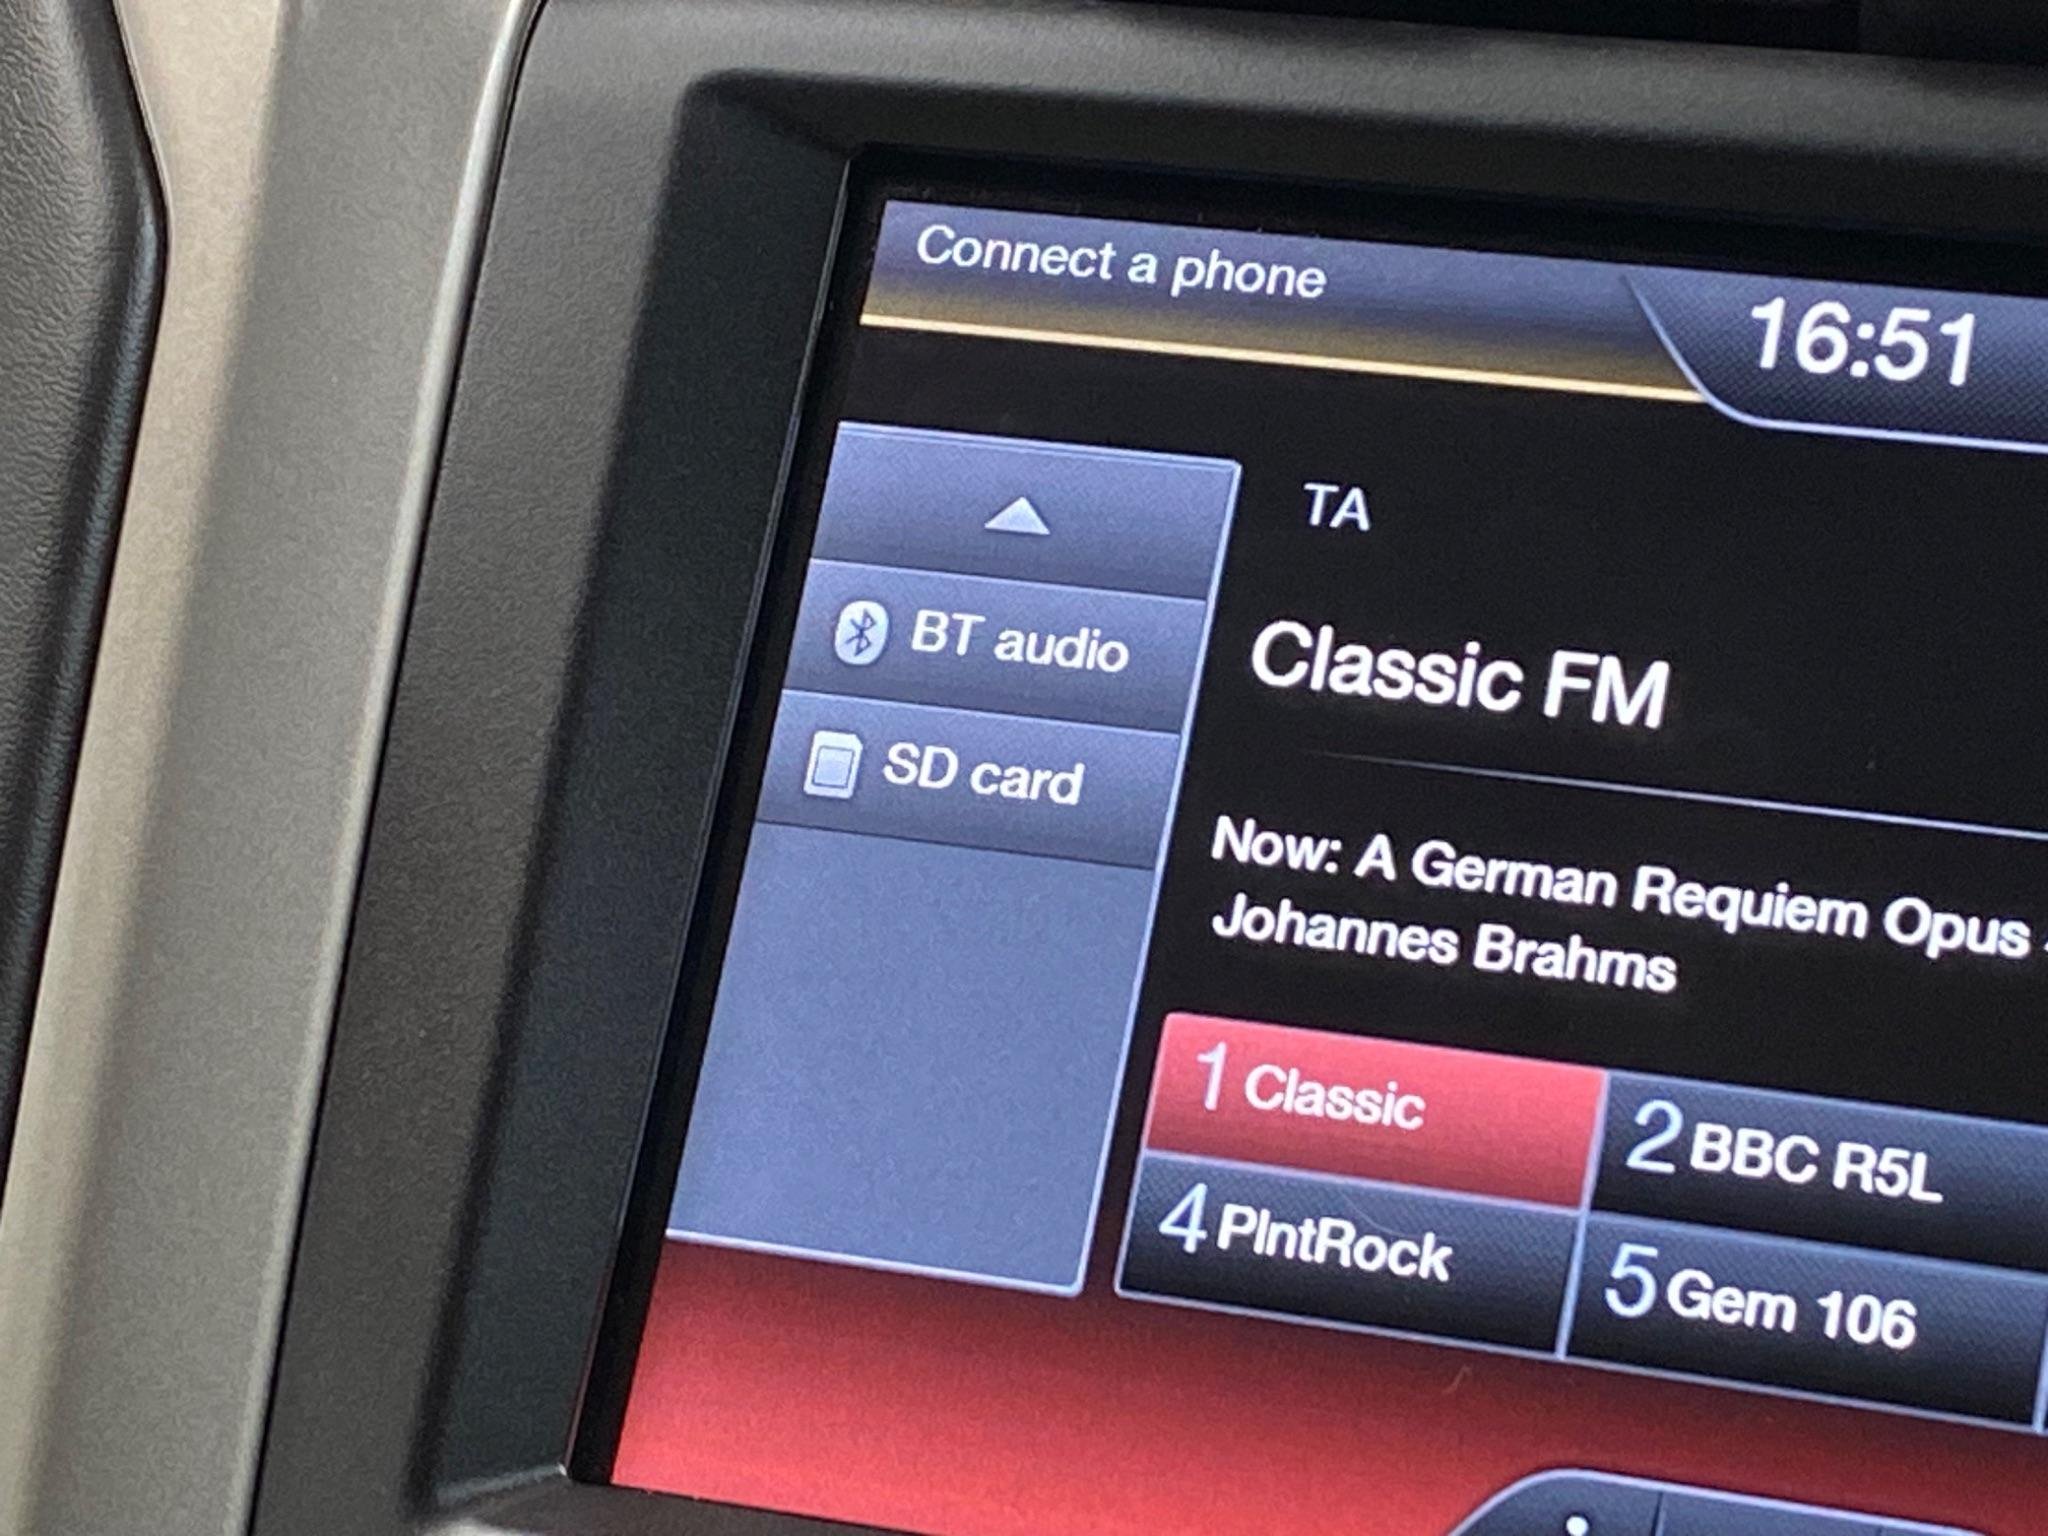 Connect a phone
16:51
TA
BT audio
SD card
Classic FM
Now: A German Requiem Opus
Johannes Brahms
1 Classic
2 BBC R5L
4 PlntRock
5 Gem 106